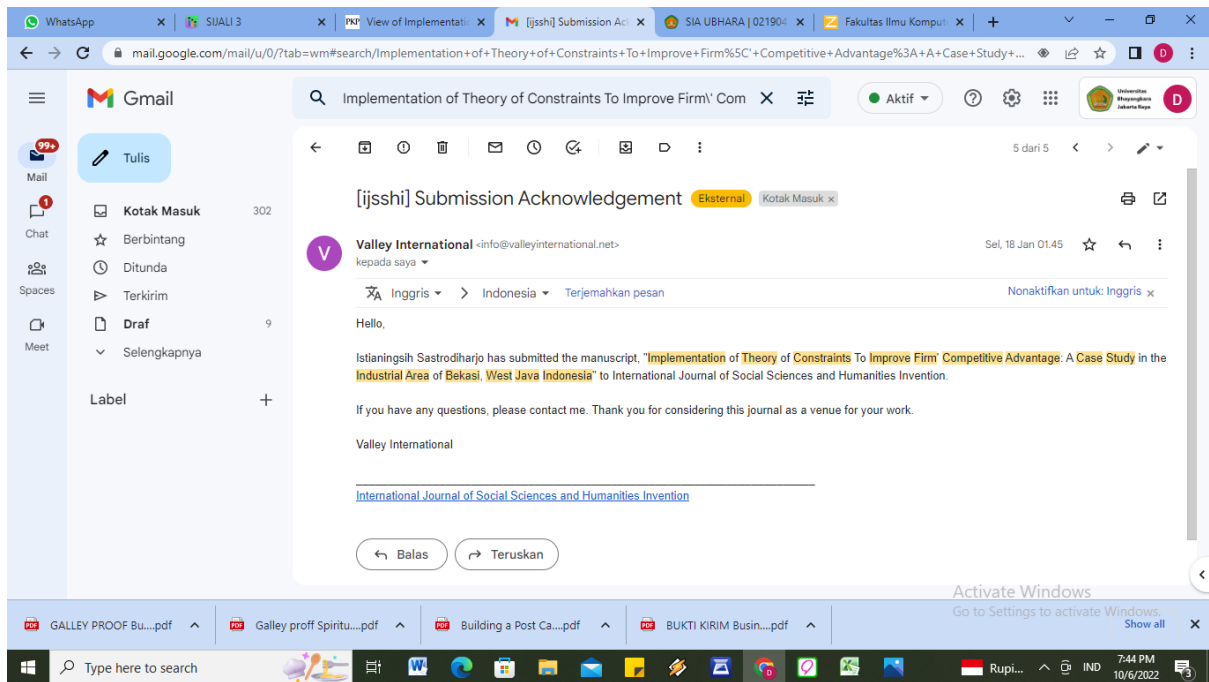 WhatsApp
SIJALI 3
PKP View of Implementatic
[ijsshi] Submission Ack
SIA UBHARA | 021904
Fakultas Ilmu Komput
mail.google.com/mail/u/0/?tab=wm#search/Implementation+of+Theory+of+Constraints+To+Improve+Firm%5C'+Competitive+Advantage%3A+A+Case+Study+...
D
Gmail
Implementation of Theory of Constraints To Improve Firm\' Com
Aktif
Universitas
Bhayangkara
Jakarta Raya
D
99+
Mail
1
Chat
Spaces
Meet
Tulis
Kotak Masuk 302
Berbintang
Ditunda
Terkirim
Draf 9
Selengkapnya
Label
5 dari 5
[ijsshi] Submission Acknowledgement Eksternal Kotak Masuk x
V
Valley International <info@valleyinternational.net>
Sel, 18 Jan 01.45
kepada saya
Inggris > Indonesia Terjemahkan pesan
Nonaktifkan untuk: Inggris x
Hello,
Istianingsih Sastrodiharjo has submitted the manuscript, "Implementation of Theory of Constraints To Improve Firm' Competitive Advantage: A Case Study in the
Industrial Area of Bekasi, West Java Indonesia" to International Journal of Social Sciences and Humanities Invention.
If you have any questions, please contact me. Thank you for considering this journal as a venue for your work.
Valley International
International Journal of Social Sciences and Humanities Invention
Balas
Teruskan
Activate Windows
Go to Settings to activate Windows.
PDF GALLEY PROOF Bu....pdf
PDF Galley proff Spiritu....pdf
PDF Building a Post Ca....pdf
PDF BUKTI KIRIM Busin....pdf
Show all
Type here to search
Rupi...
IND
7:44 PM
10/6/2022
3